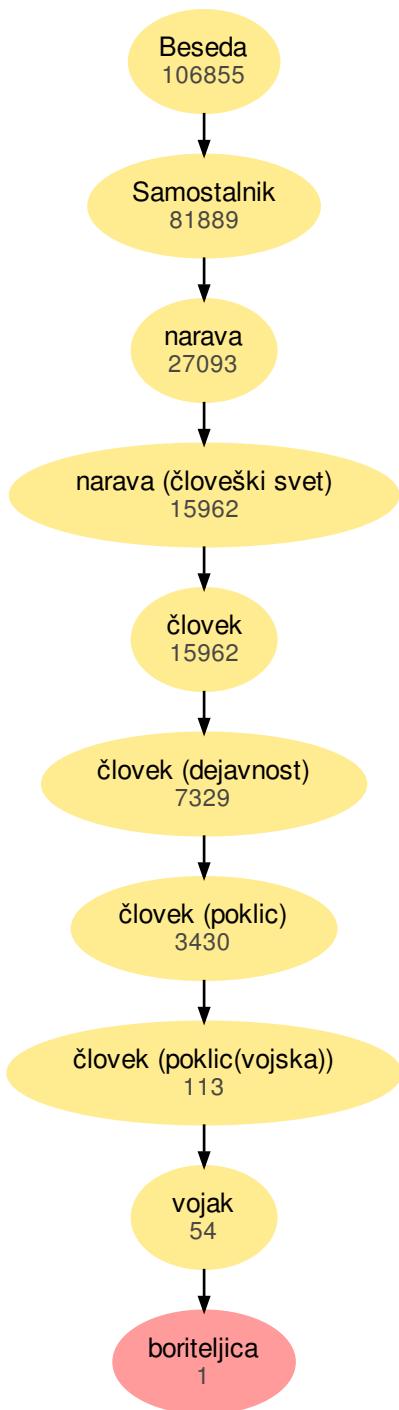 Beseda
106855
Samostalnik
81889
narava
27093
narava (človeški svet)
15962
človek
15962
človek (dejavnost)
7329
človek (poklic)
3430
človek (poklic(vojska))
113
vojak
54
boriteljica
1